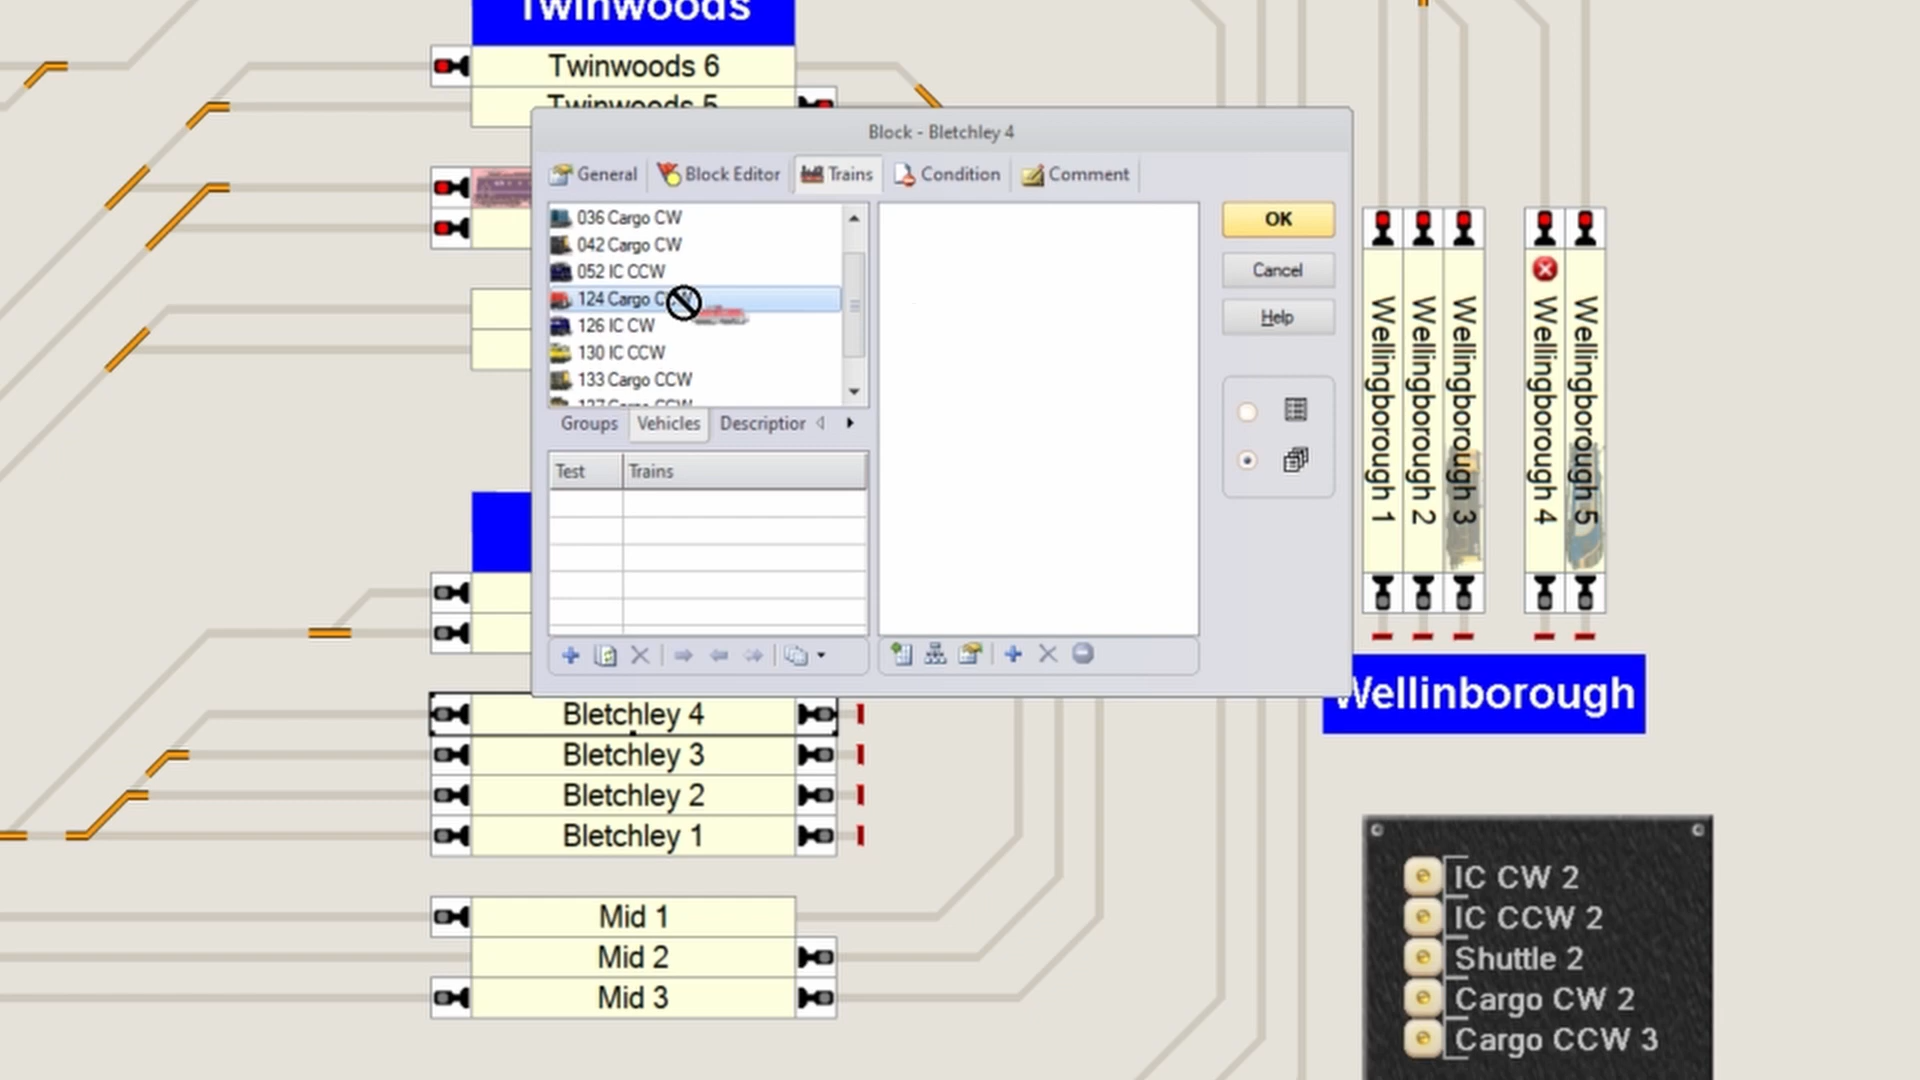 Twinwoods
Twinwoods 6
Twinwoods 5
Block - Bletchley 4
General
Block Editor
Trains
Condition
Comment
036 Cargo CW
042 Cargo CW
052 IC CCW
124 Cargo
126 IC CW
130 IC CCW
133 Cargo CCW
Groups
Vehicles
Description
Test
Trains
OK
Cancel
Help
Bletchley 4
Bletchley 3
Bletchley 2
Bletchley 1
Mid 1
Mid 2
Mid 3
Wellingborough 1
Wellingborough 2
Wellingborough 3
Wellingborough 4
Wellingborough 5
Wellinborough
IC CW 2
IC CCW 2
Shuttle 2
Cargo CW 2
Cargo CCW 3